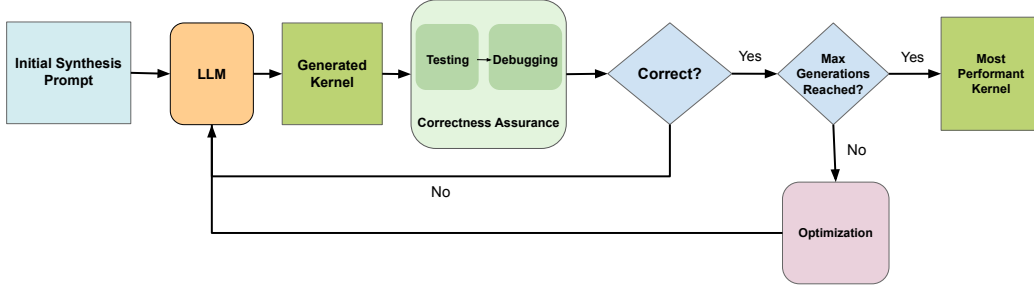 Initial Synthesis
Prompt
LLM
Generated
Kernel
Testing
Debugging
Correctness Assurance
Correct?
Yes
Max
Generations
Reached?
Yes
Most
Performant
Kernel
No
No
Optimization